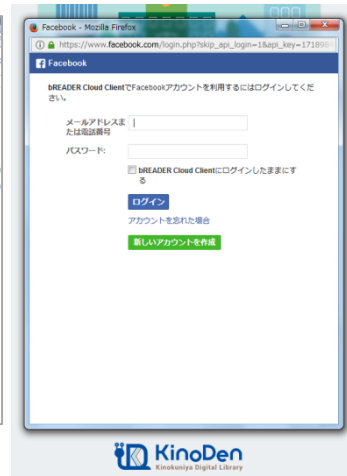 Facebook - Mozilla Firefox
https://www.facebook.com/login.php?skip_api_login=1&api_key=171898
Facebook
bREADER Cloud ClientでFacebookアカウントを利用するにはログインしてくだ
さい。
メールアドレスま
たは電話番号
パスワード:
bREADER Cloud Clientにログインしたままにす
る
ログイン
アカウントを忘れた場合
新しいアカウントを作成
KinoDen
Kinokuniya Digital Library